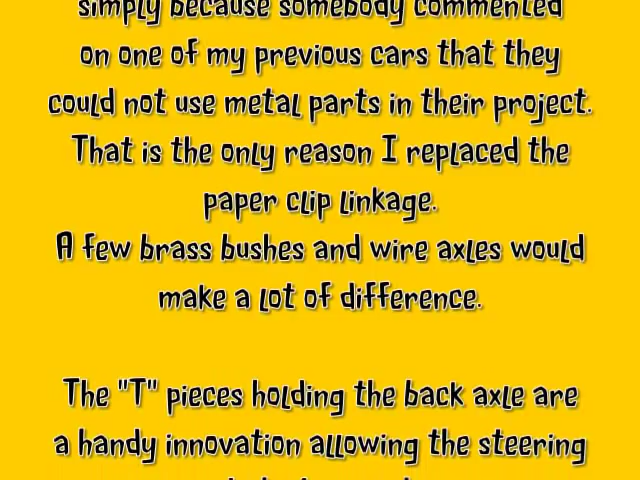 simply because somebody commented
on one of my previous cars that they
could not use metal parts in their project.
That is the only reason I replaced the
paper clip linkage.
A few brass bushes and wire axles would
make a lot of difference.
The "T" pieces holding the back axle are
a handy innovation allowing the steering